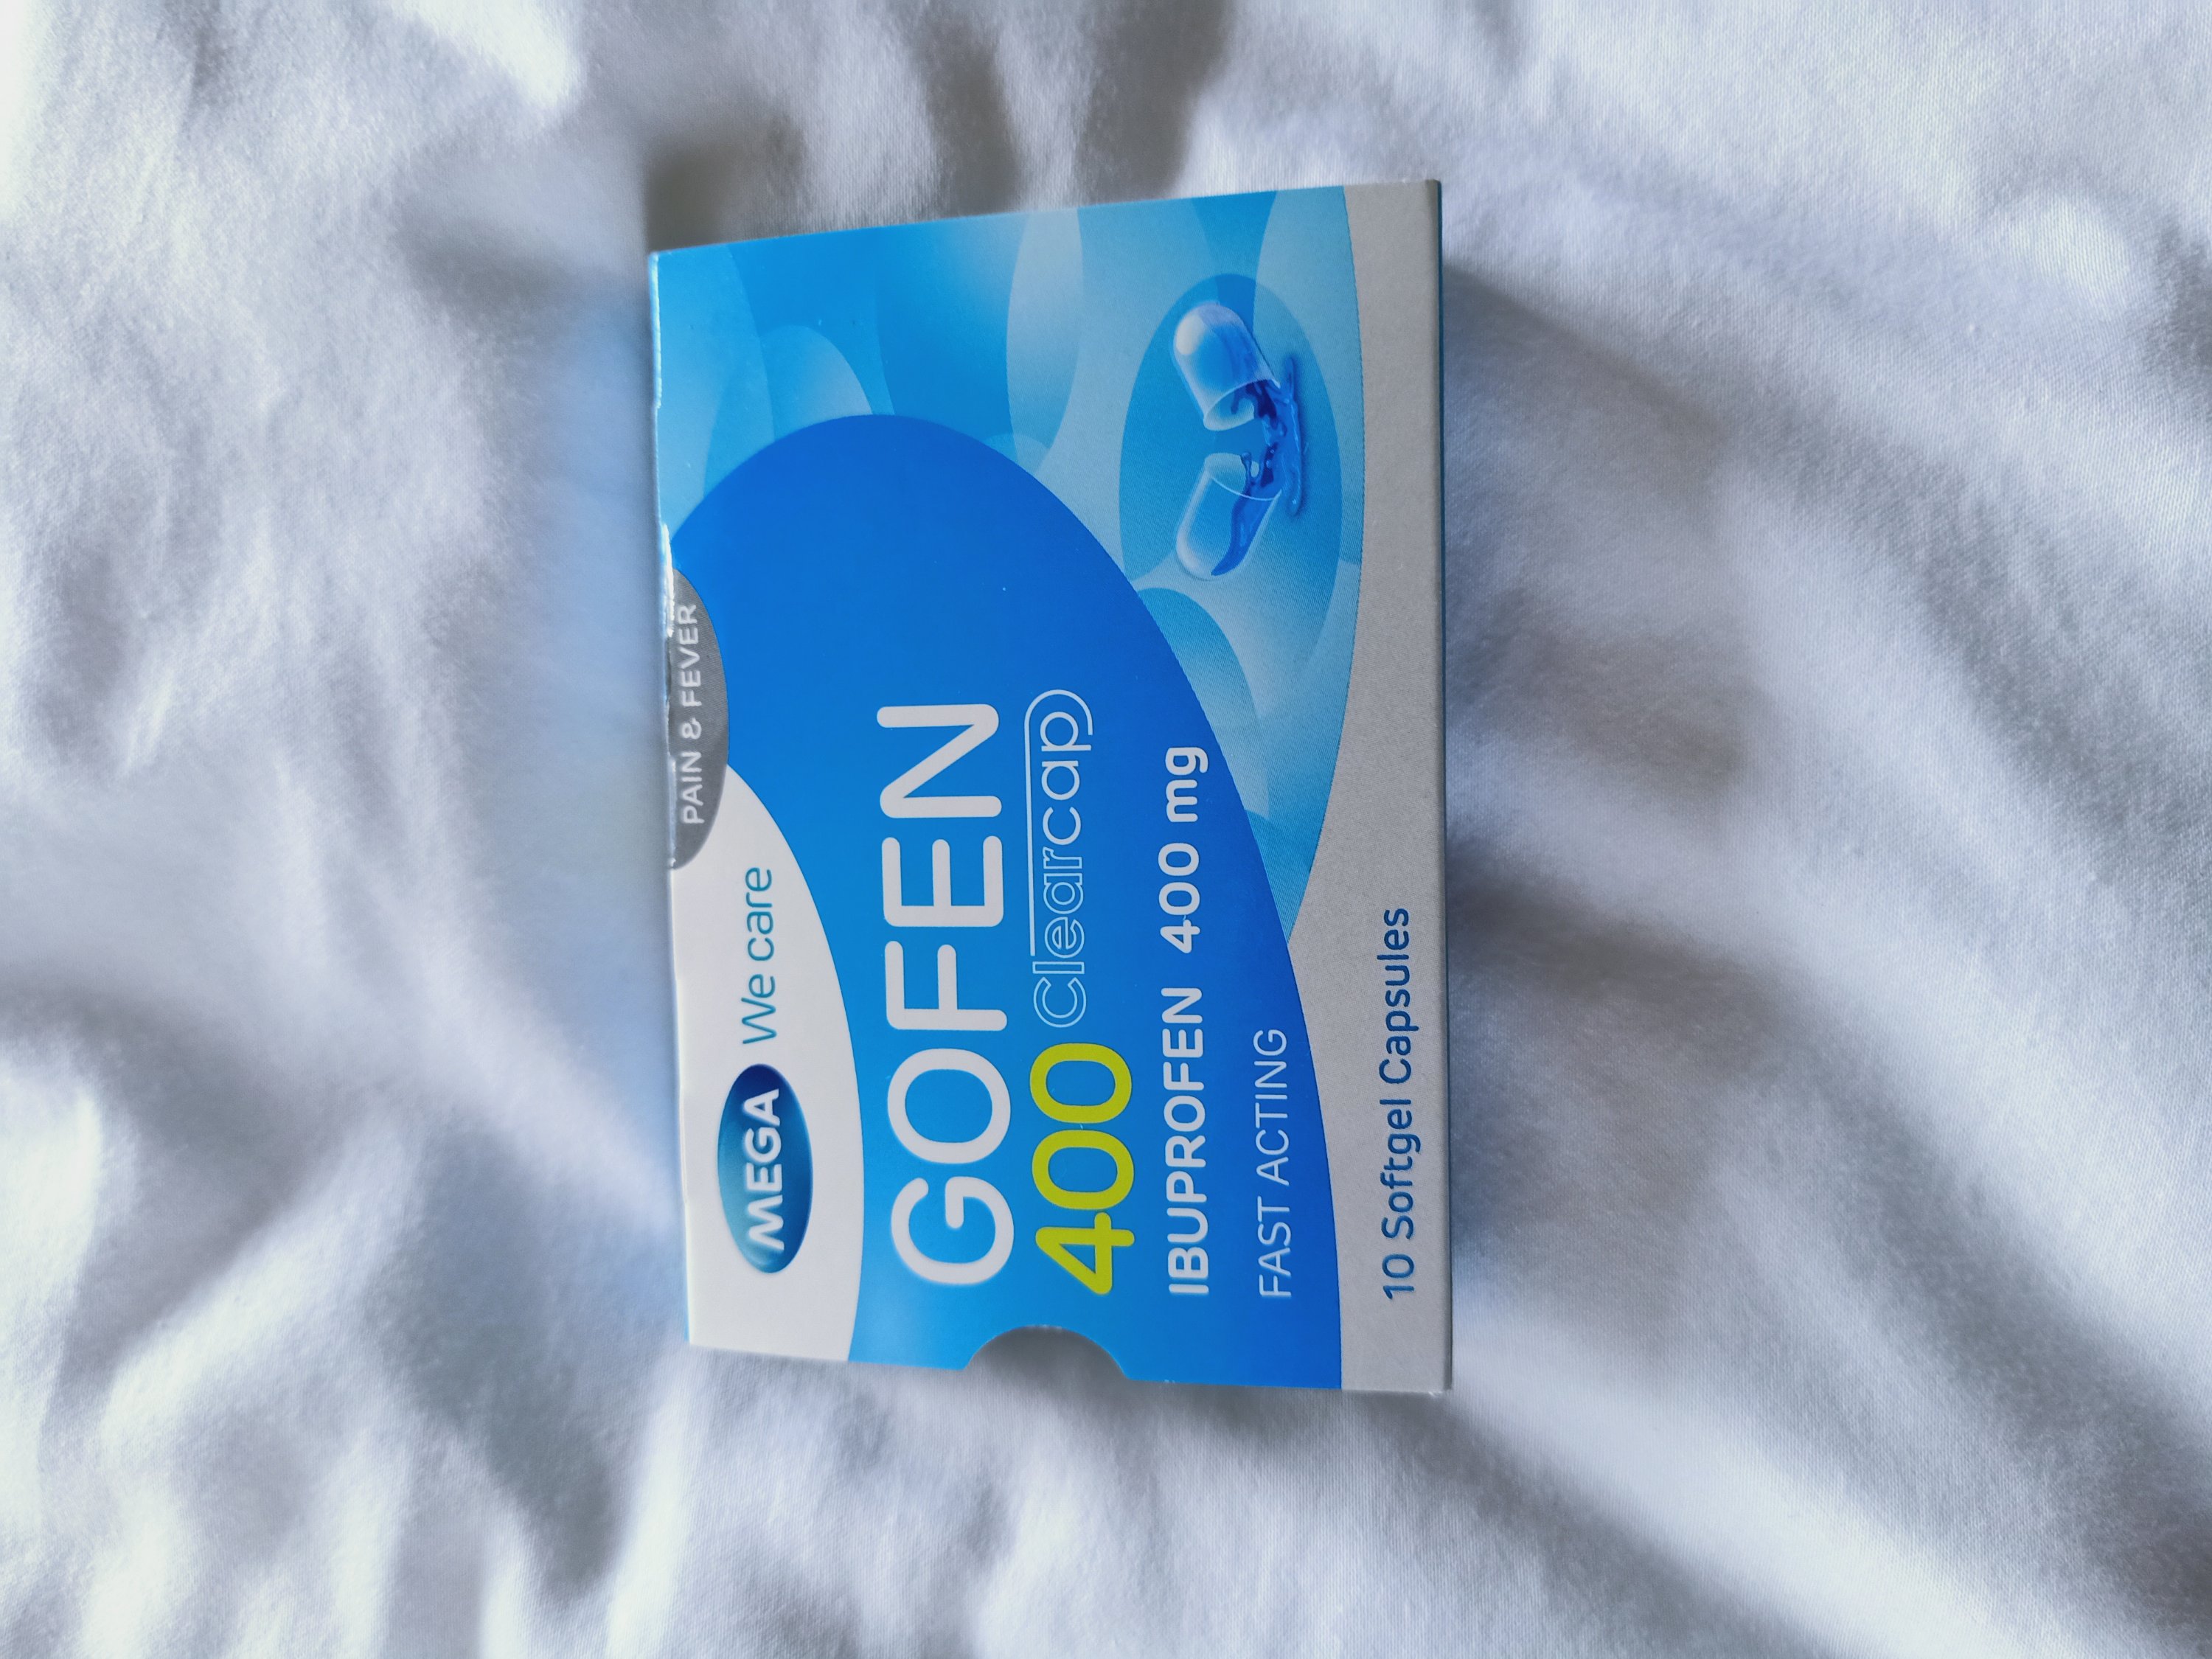 PAIN & FEVER
MEGA We care
GOFEN
400 Clearcap
IBUPROFEN 400 mg
FAST ACTING
10 Softgel Capsules